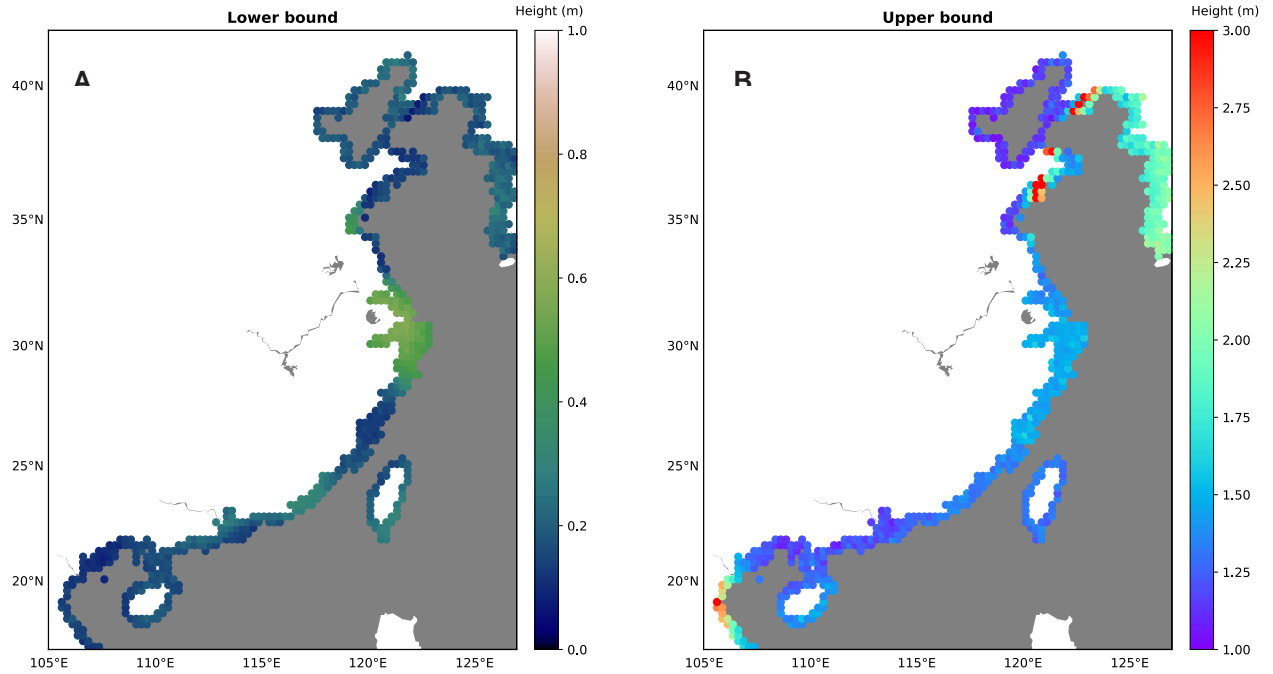 Lower bound
Height (m)
A
40°N
35°N
30°N
25°N
20°N
105°E
110°E
115°E
120°E
125°E
1.0
0.8
0.6
0.4
0.2
0.0
Upper bound
Height (m)
B
40°N
35°N
30°N
25°N
20°N
105°E
110°E
115°E
120°E
125°E
3.00
2.75
2.50
2.25
2.00
1.75
1.50
1.25
1.00